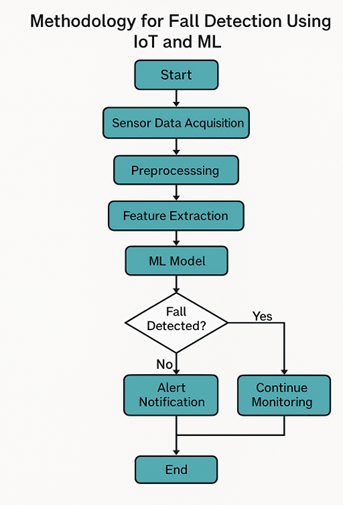 Methodology for Fall Detection Using
IoT and ML
Start
Sensor Data Acquisition
Preprocesssing
Feature Extraction
ML Model
Fall
Detected?
Yes
No
Alert
Notification
Continue
Monitoring
End